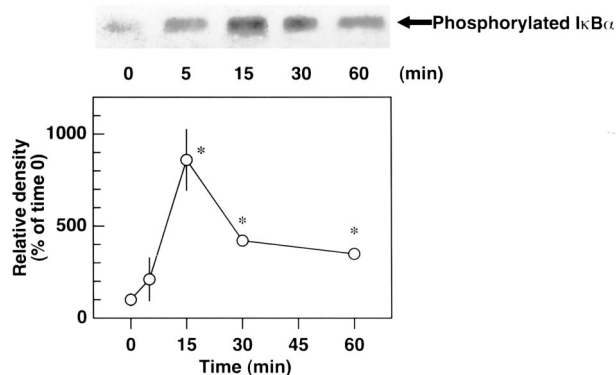 Phosphorylated IκBα
0 5 15 30 60 (min)
Relative density
(% of time 0)
1000
500
0
*
*
*
0 15 30 45 60
Time (min)